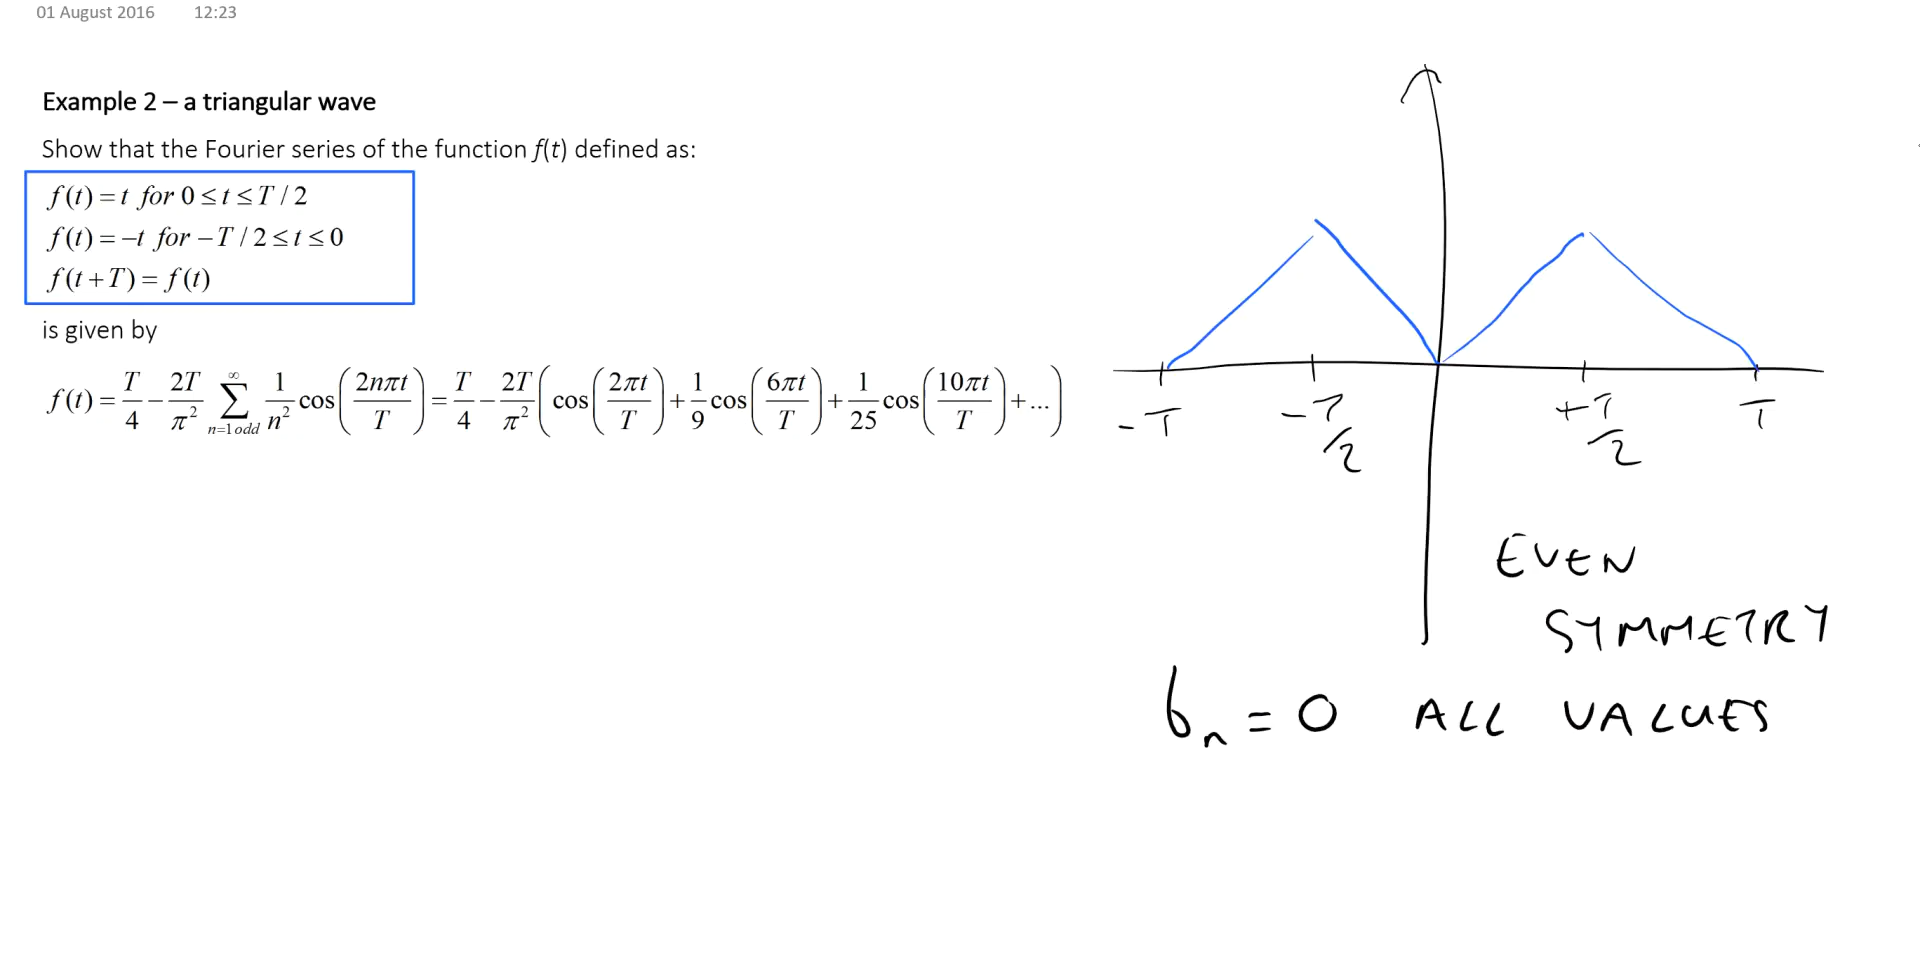 01 August 2016 12:23
Example 2 – a triangular wave
Show that the Fourier series of the function f(t) defined as:
f(t) = t for 0 ≤ t ≤ T / 2
f(t) = −t for − T / 2 ≤ t ≤ 0
f(t + T) = f(t)
is given by
f(t) = T/4 − 2T/π² ∑_{n=1 odd}^{∞} 1/n² cos(2nπt/T) = T/4 − 2T/π² (cos(2πt/T) + 1/9 cos(6πt/T) + 1/25 cos(10πt/T) + ...)
-T -T/2 +T/2 T
EVEN
SYMMETRY
bn = 0 ALL VALUES